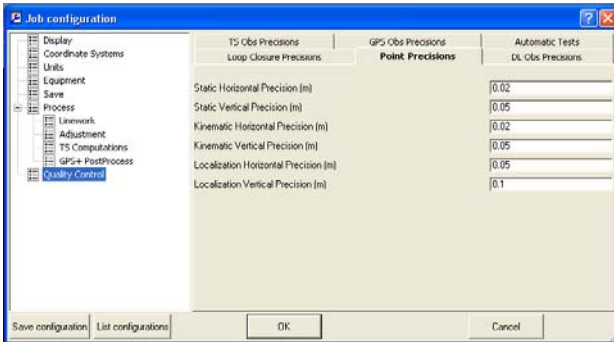 Job configuration
Display
Coordinate Systems
Units
Equipment
Save
Process
Linework
Adjustment
TS Computations
GPS+ PostProcess
Quality Control
TS Obs Precisions
GPS Obs Precisions
Automatic Tests
Loop Closure Precisions
Point Precisions
DL Obs Precisions
Static Horizontal Precision (m)
0.02
Static Vertical Precision (m)
0.05
Kinematic Horizontal Precision (m)
0.02
Kinematic Vertical Precision (m)
0.05
Localization Horizontal Precision (m)
0.05
Localization Vertical Precision (m)
0.1
Save configuration
List configurations
OK
Cancel